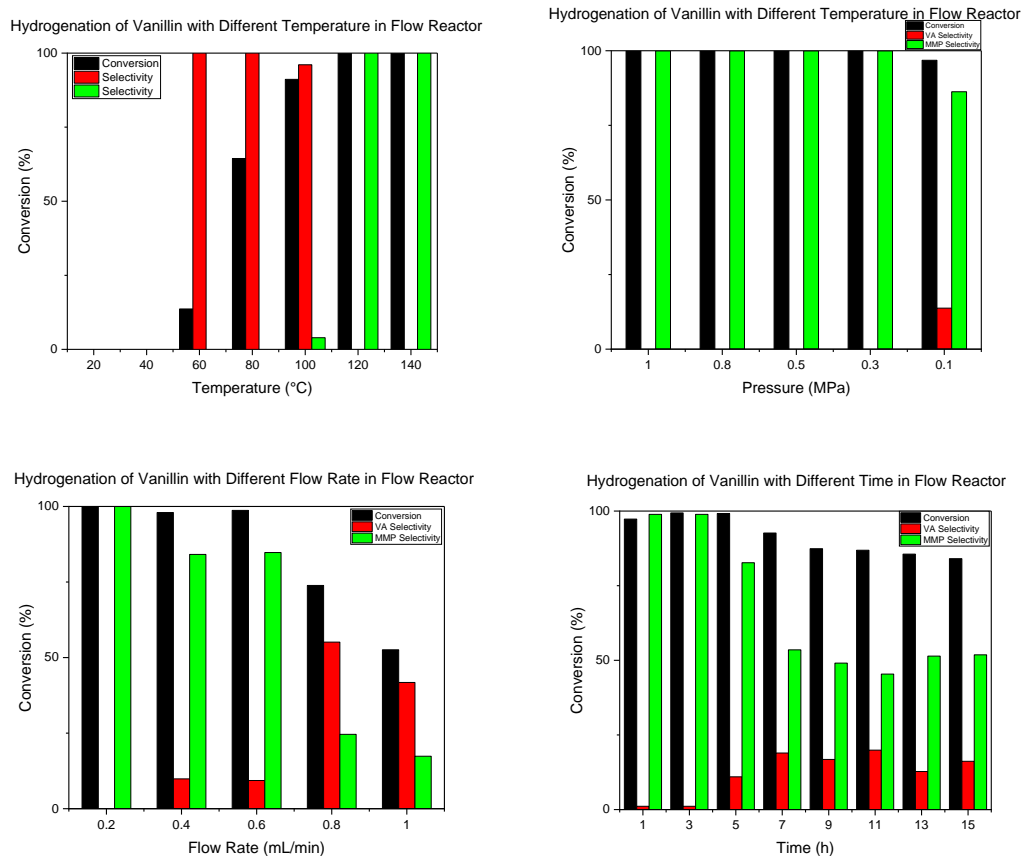 Hydrogenation of Vanillin with Different Temperature in Flow Reactor
Conversion
Selectivity
Selectivity
100
50
0
Conversion (%)
20 40 60 80 100 120 140
Temperature (°C)
Hydrogenation of Vanillin with Different Temperature in Flow Reactor
Conversion
VA Selectivity
MMP Selectivity
100
50
0
Conversion (%)
1 0.8 0.5 0.3 0.1
Pressure (MPa)
Hydrogenation of Vanillin with Different Flow Rate in Flow Reactor
Conversion
VA Selectivity
MMP Selectivity
100
50
0
Conversion (%)
0.2 0.4 0.6 0.8 1
Flow Rate (mL/min)
Hydrogenation of Vanillin with Different Time in Flow Reactor
Conversion
VA Selectivity
MMP Selectivity
100
50
0
Conversion (%)
1 3 5 7 9 11 13 15
Time (h)